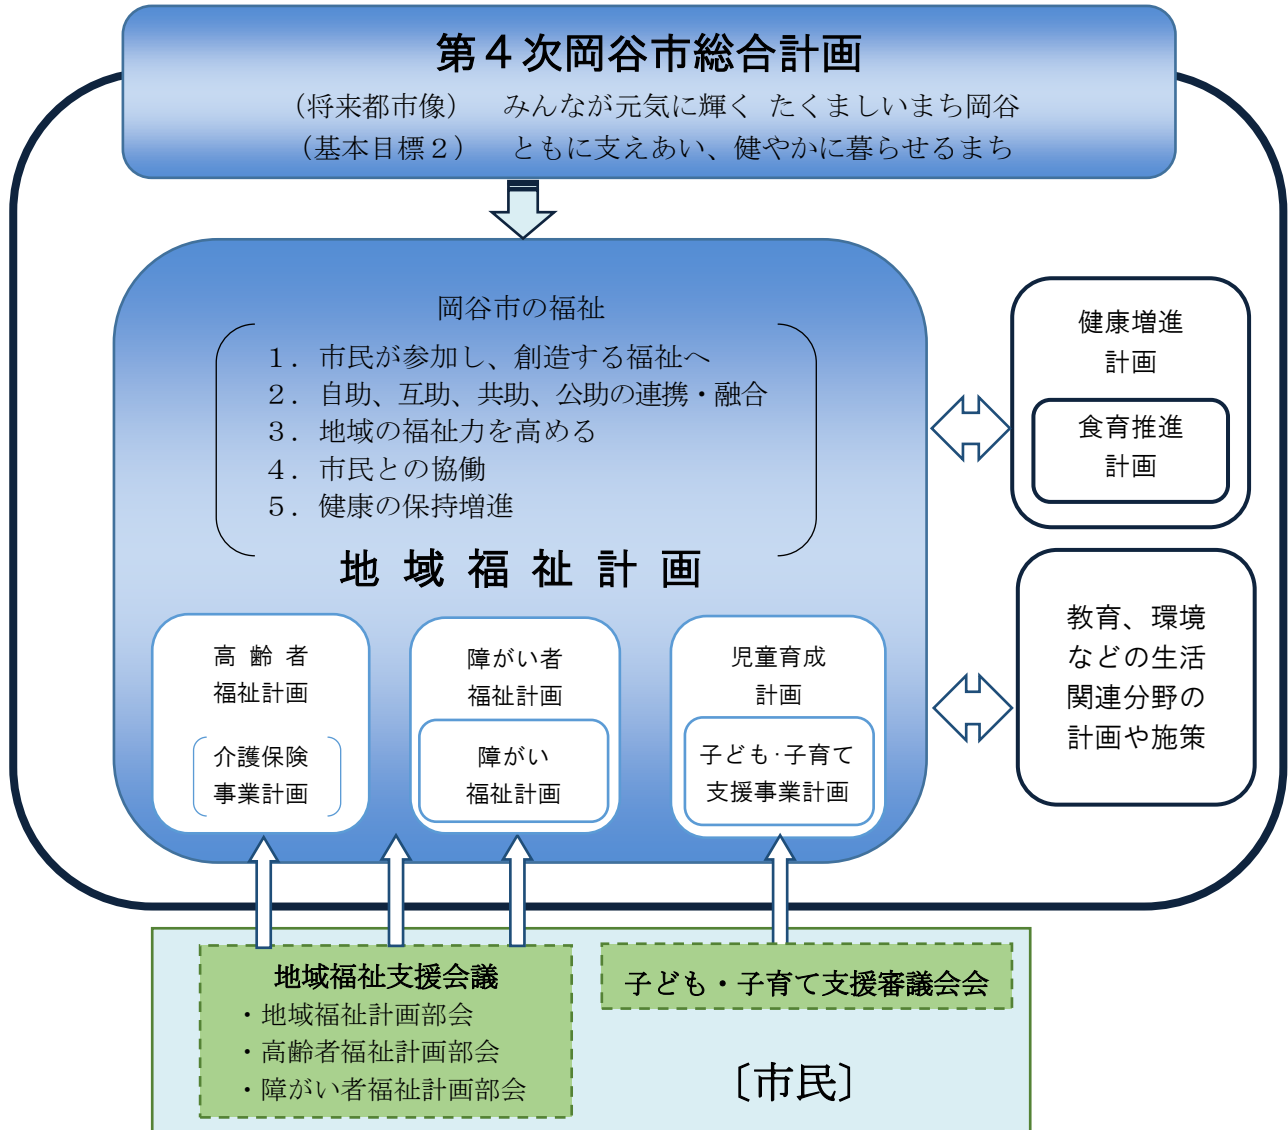 第４次岡谷市総合計画
（将来都市像）　みんなが元気に輝く たくましいまち岡谷
（基本目標２）　ともに支えあい、健やかに暮らせるまち
岡谷市の福祉
１．市民が参加し、創造する福祉へ
２．自助、互助、共助、公助の連携・融合
３．地域の福祉力を高める
４．市民との協働
５．健康の保持増進
地 域 福 祉 計 画
高 齢 者
福祉計画
介護保険
事業計画
障がい者
福祉計画
障がい
福祉計画
児童育成
計画
子ども･子育て
支援事業計画
健康増進
計画
食育推進
計画
教育、環境
などの生活
関連分野の
計画や施策
地域福祉支援会議
・地域福祉計画部会
・高齢者福祉計画部会
・障がい者福祉計画部会
子ども・子育て支援審議会会
〔市民〕